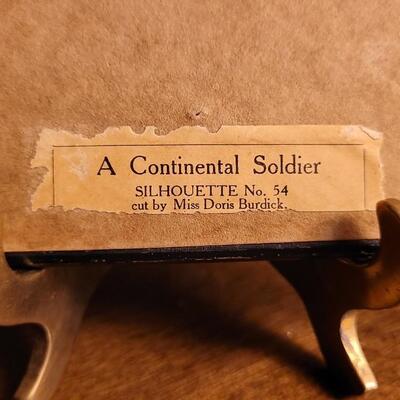 A Continental Soldier
SILHOUETTE No. 54
cut by Miss Doris Burdick.